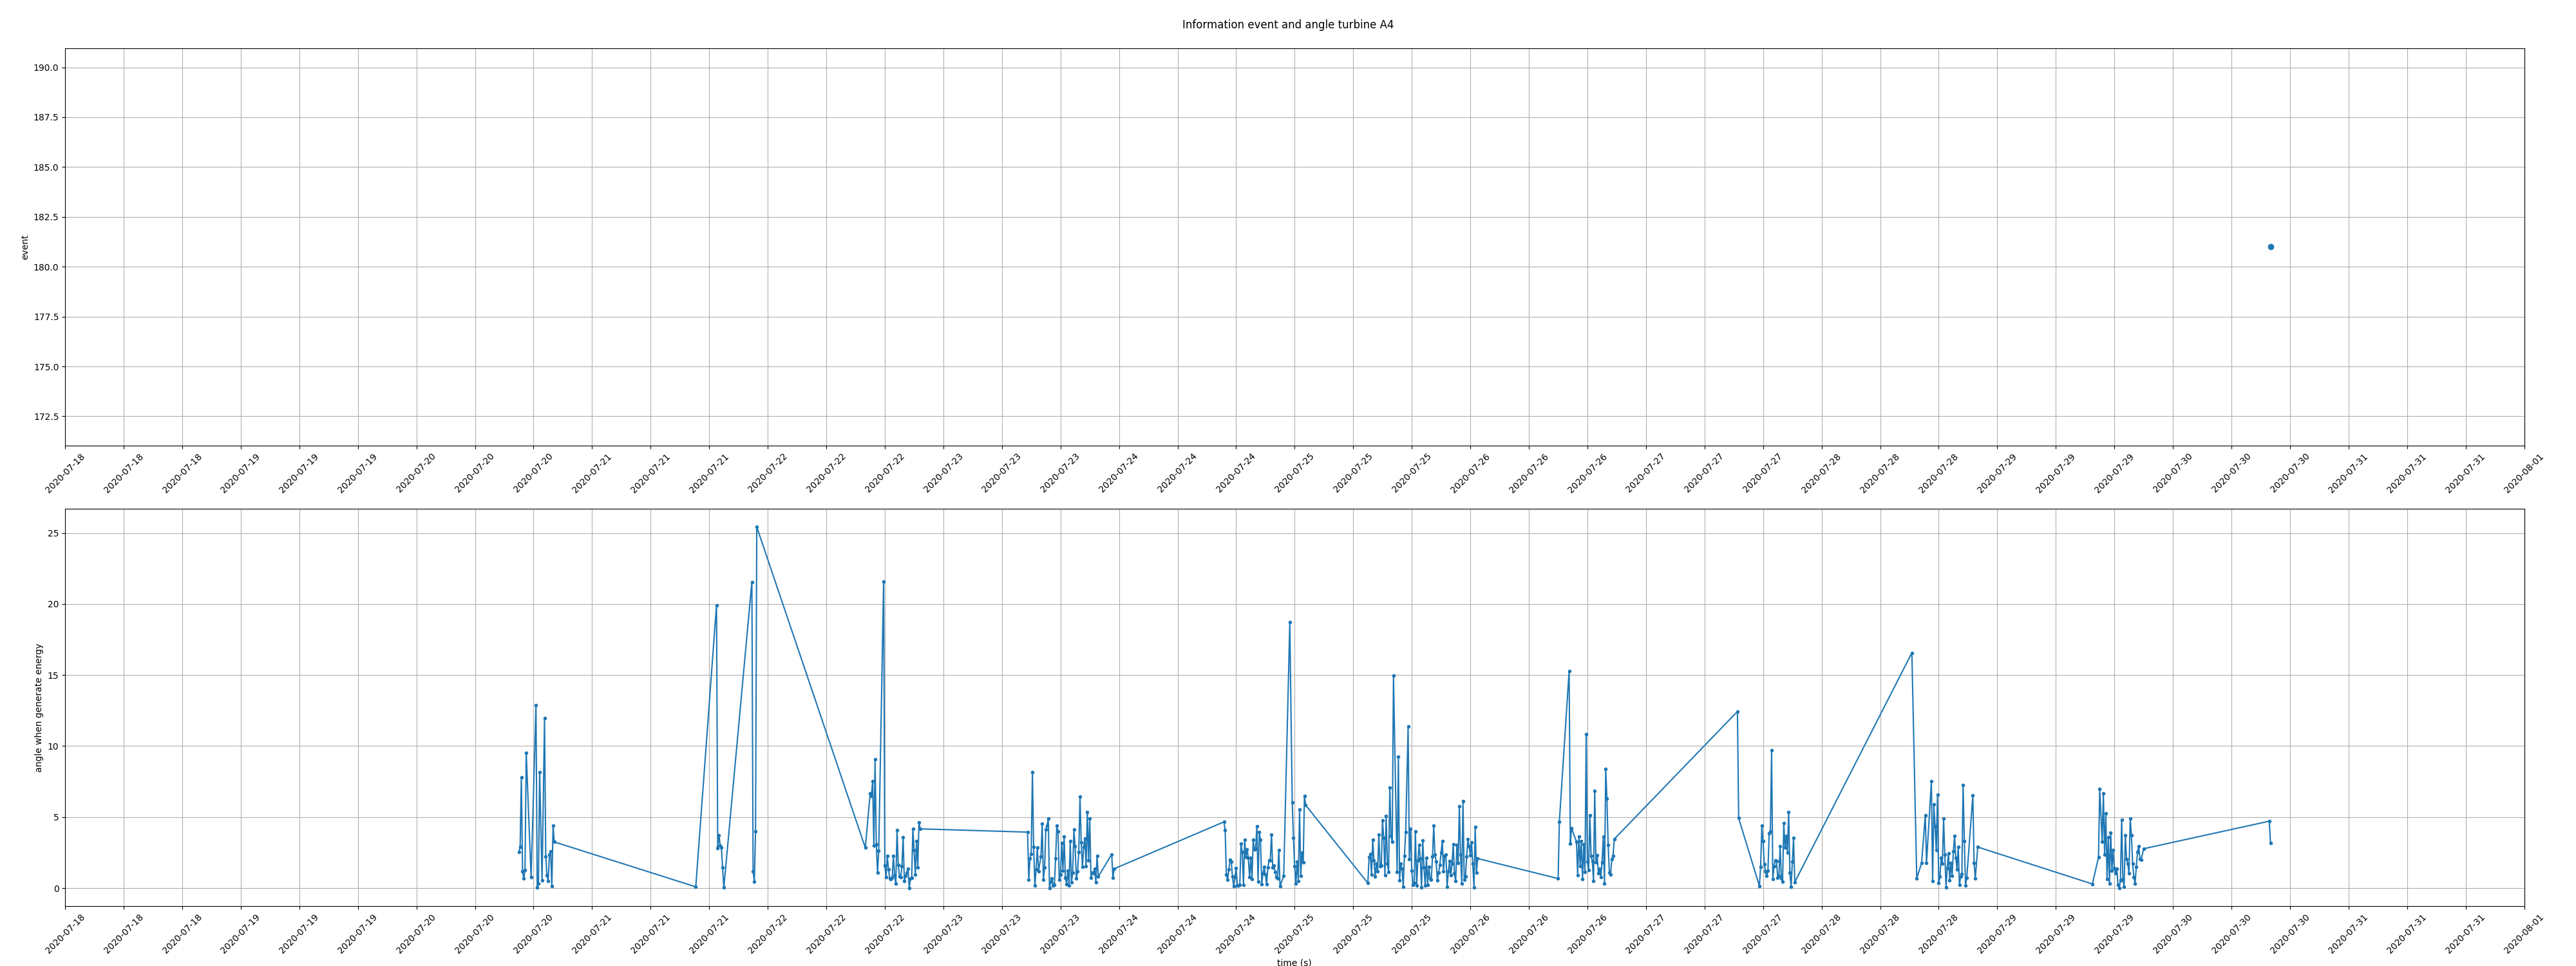 Information event and angle turbine A4
190.0
187.5
185.0
182.5
180.0
177.5
175.0
172.5
event
2020-07-18 2020-07-18 2020-07-18 2020-07-19 2020-07-19 2020-07-19 2020-07-20 2020-07-20 2020-07-20 2020-07-21 2020-07-21 2020-07-21 2020-07-22 2020-07-22 2020-07-22 2020-07-23 2020-07-23 2020-07-23 2020-07-24 2020-07-24 2020-07-24 2020-07-25 2020-07-25 2020-07-25 2020-07-26 2020-07-26 2020-07-26 2020-07-27 2020-07-27 2020-07-27 2020-07-28 2020-07-28 2020-07-28 2020-07-29 2020-07-29 2020-07-29 2020-07-30 2020-07-30 2020-07-30 2020-07-31 2020-07-31 2020-07-31 2020-08-01
25
20
15
10
5
0
angle when generate energy
2020-07-18 2020-07-18 2020-07-18 2020-07-19 2020-07-19 2020-07-19 2020-07-20 2020-07-20 2020-07-20 2020-07-21 2020-07-21 2020-07-21 2020-07-22 2020-07-22 2020-07-22 2020-07-23 2020-07-23 2020-07-23 2020-07-24 2020-07-24 2020-07-24 2020-07-25 2020-07-25 2020-07-25 2020-07-26 2020-07-26 2020-07-26 2020-07-27 2020-07-27 2020-07-27 2020-07-28 2020-07-28 2020-07-28 2020-07-29 2020-07-29 2020-07-29 2020-07-30 2020-07-30 2020-07-30 2020-07-31 2020-07-31 2020-07-31 2020-08-01
time (s)